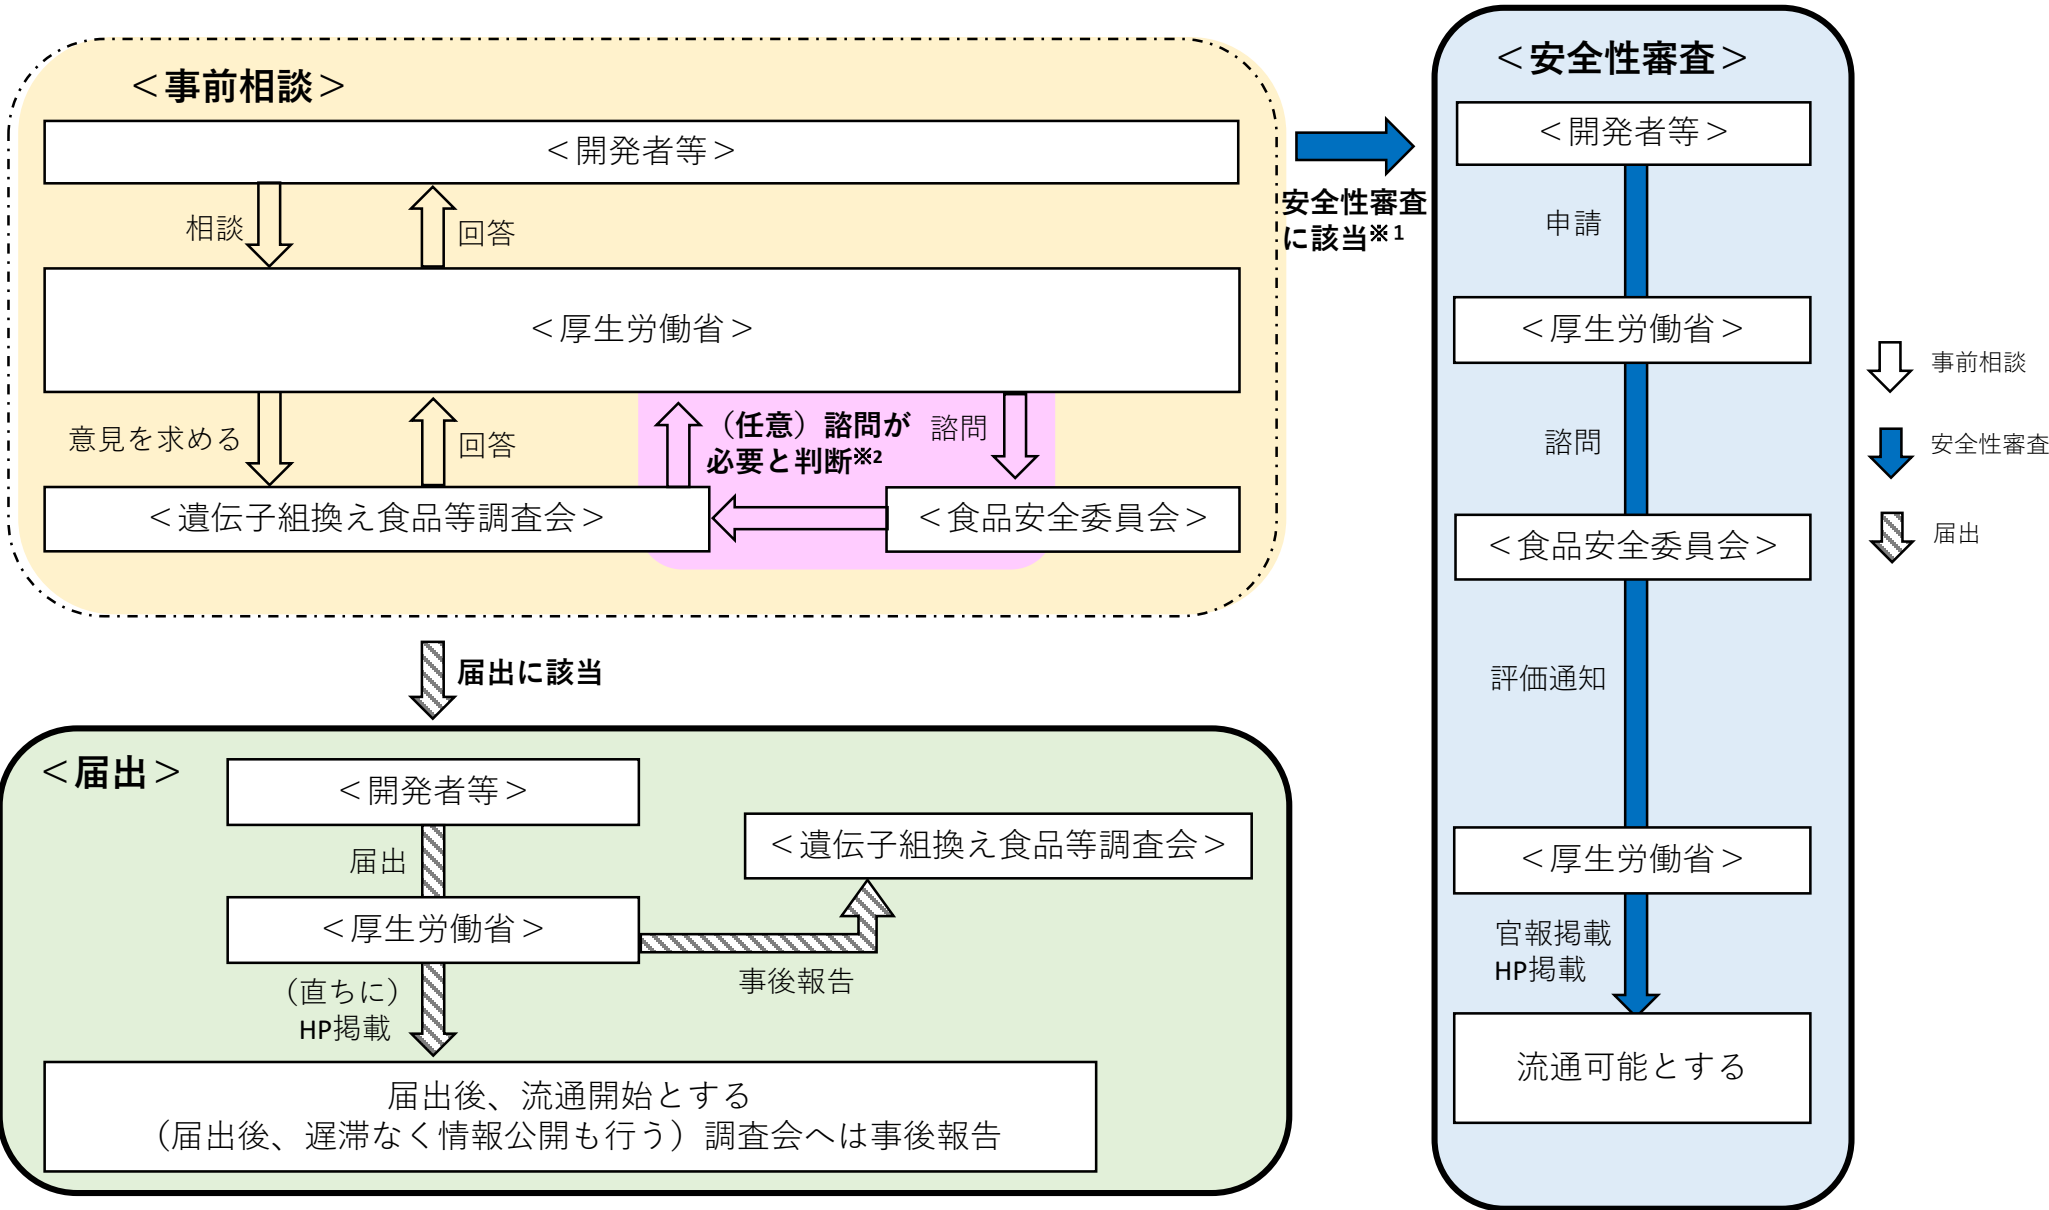 ＜事前相談＞
＜開発者等＞
相談
回答
＜厚生労働省＞
意見を求める
回答
（任意）諮問が
必要と判断※2
諮問
＜遺伝子組換え食品等調査会＞
＜食品安全委員会＞
安全性審査
に該当※1
届出に該当
＜届出＞
＜開発者等＞
届出
＜厚生労働省＞
＜遺伝子組換え食品等調査会＞
事後報告
（直ちに）
HP掲載
届出後、流通開始とする
（届出後、遅滞なく情報公開も行う）調査会へは事後報告
＜安全性審査＞
＜開発者等＞
申請
＜厚生労働省＞
諮問
＜食品安全委員会＞
評価通知
＜厚生労働省＞
官報掲載
HP掲載
流通可能とする
事前相談
安全性審査
届出